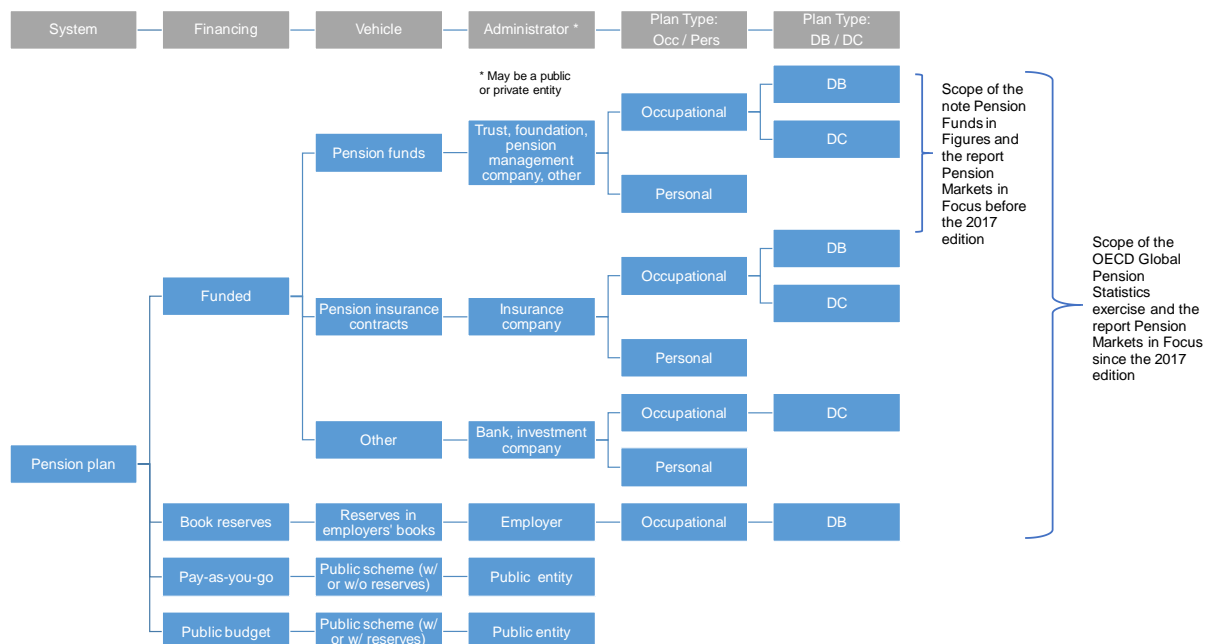 System
Financing
Vehicle
Administrator *
Plan Type:
Occ / Pers
Plan Type:
DB / DC
* May be a public
or private entity
Pension plan
Funded
Pension funds
Trust, foundation,
pension
management
company, other
Occupational
DB
DC
Personal
Pension insurance
contracts
Insurance
company
Occupational
DB
DC
Personal
Other
Bank, investment
company
Occupational
DC
Personal
Book reserves
Reserves in
employers' books
Employer
Occupational
DB
Pay-as-you-go
Public scheme (w/
or w/o reserves)
Public entity
Public budget
Public scheme (w/
or w/ reserves)
Public entity
Scope of the
note Pension
Funds in
Figures and
the report
Pension
Markets in
Focus before
the 2017
edition
Scope of the
OECD Global
Pension
Statistics
exercise and the
report Pension
Markets in Focus
since the 2017
edition